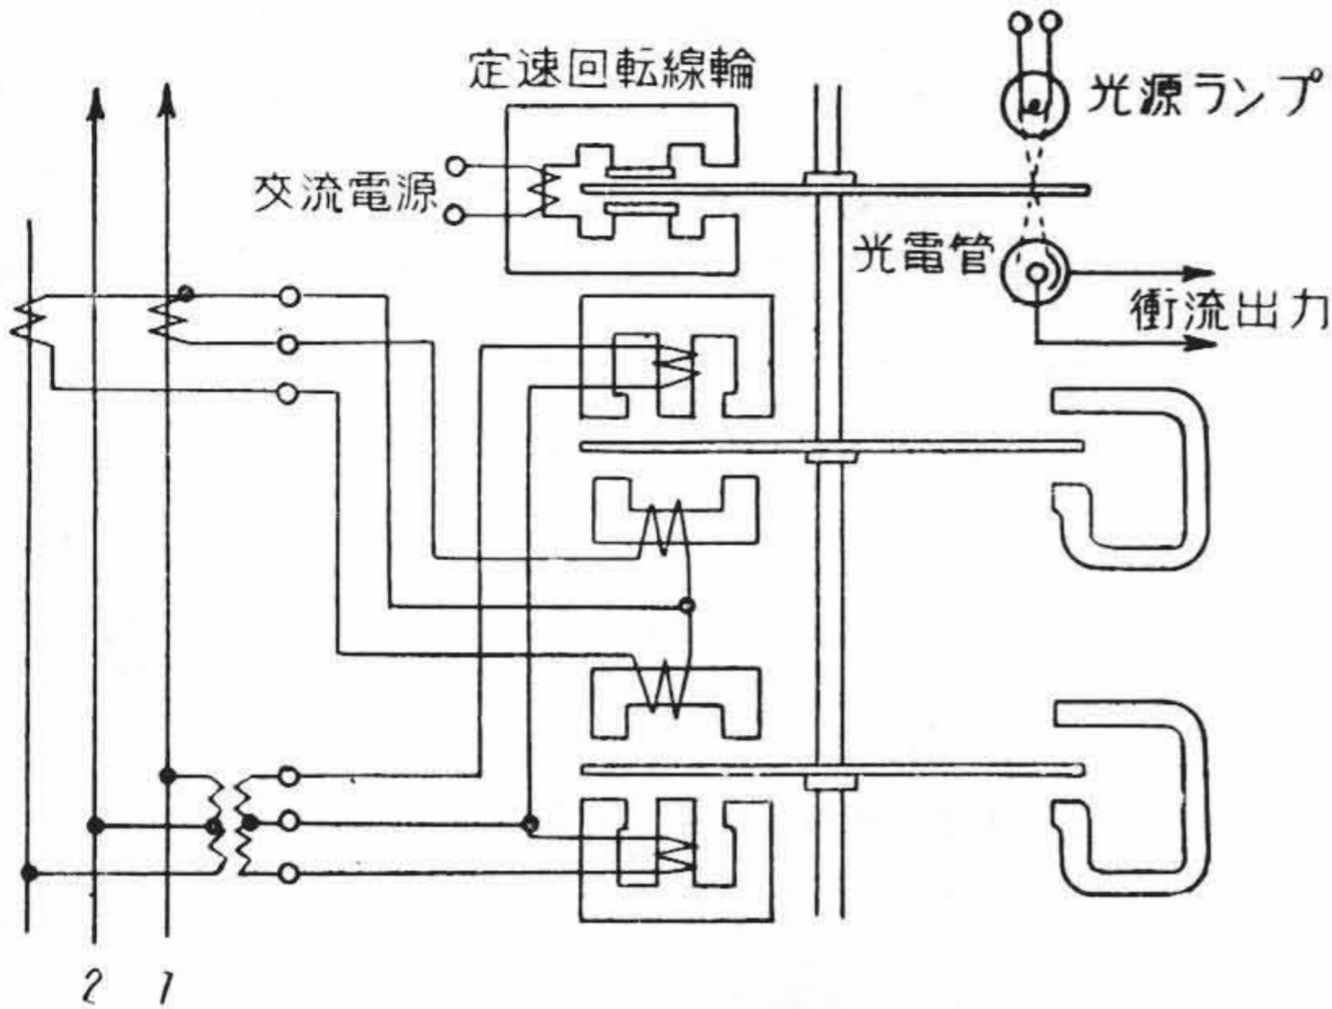 定速回転線輪
光源ランプ
交流電源
光電管
衝流出力
2 1